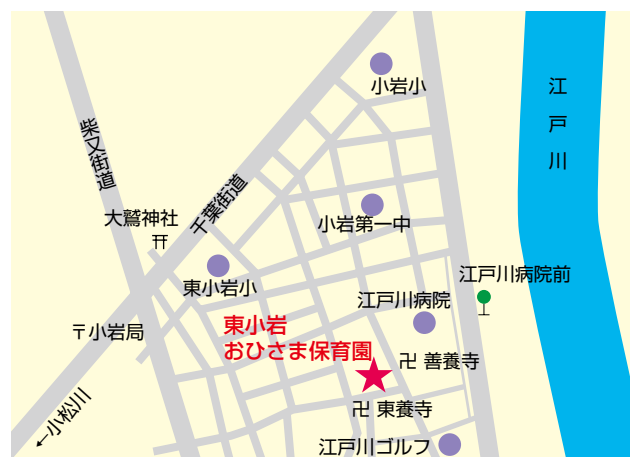 小岩小
江戸川
柴又街道
千葉街道
大鷲神社
小岩第一中
東小岩小
江戸川病院前
江戸川病院
〒小岩局
東小岩
おひさま保育園
卍 善養寺
卍 東養寺
←小松川
江戸川ゴルフ